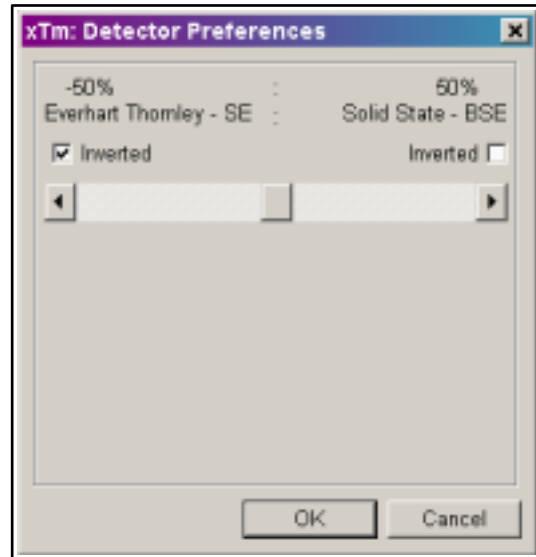 xTm: Detector Preferences
-50% : 50%
Everhart Thornley - SE : Solid State - BSE
Inverted Inverted
OK Cancel